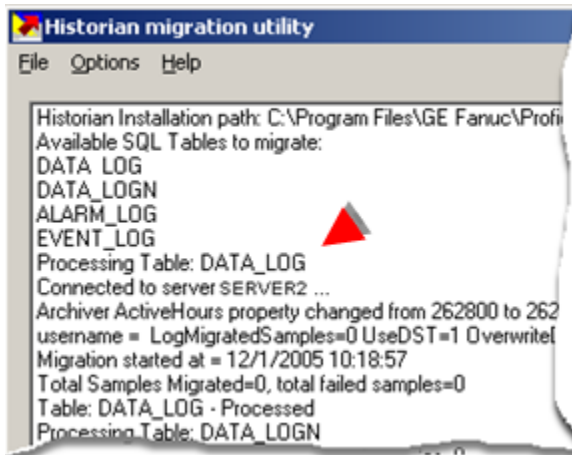 Historian migration utility
File Options Help
Historian Installation path: C:\Program Files\GE Fanuc\Profi
Available SQL Tables to migrate:
DATA_LOG
DATA_LOGN
ALARM_LOG
EVENT_LOG
Processing Table: DATA_LOG
Connected to server SERVER2 ...
Archiver ActiveHours property changed from 262800 to 262
username = LogMigratedSamples=0 UseDST=1 Overwrite
Migration started at = 12/1/2005 10:18:57
Total Samples Migrated=0, total failed samples=0
Table: DATA_LOG - Processed
Processing Table: DATA_LOGN